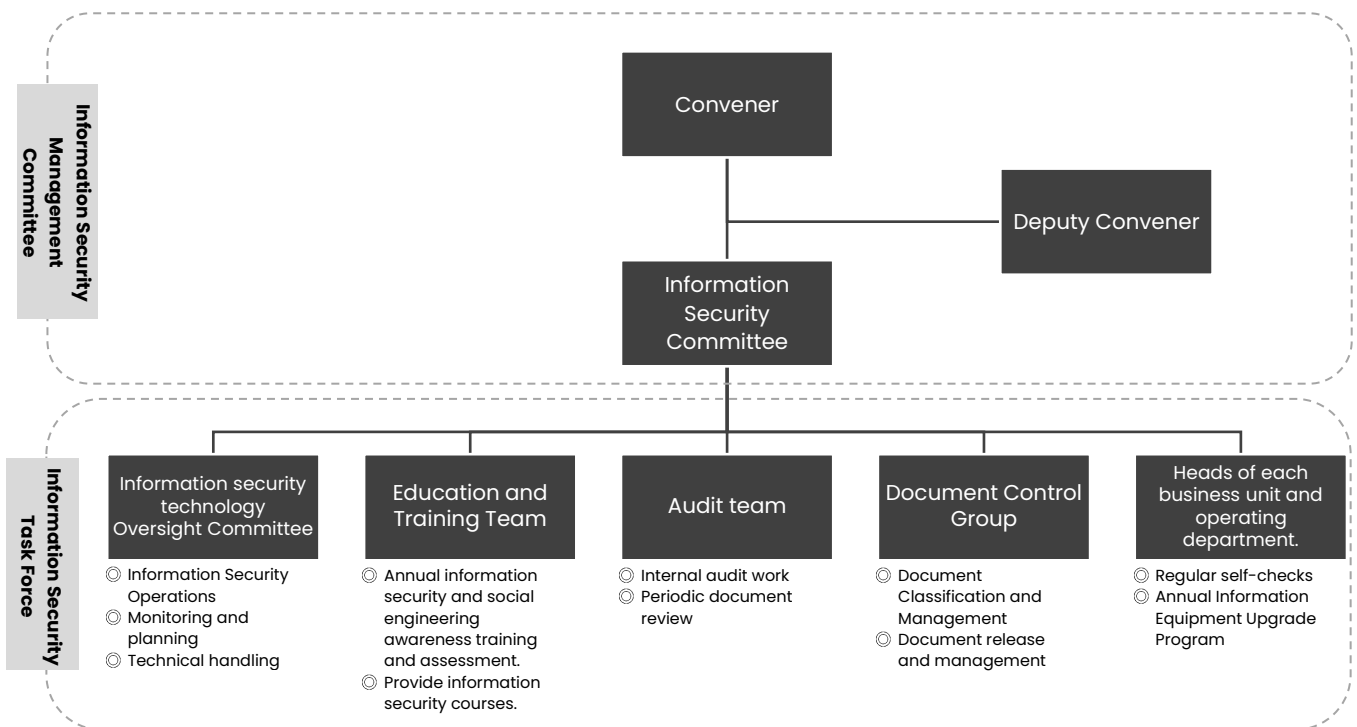 Information Security
Management
Committee
Convener
Deputy Convener
Information
Security
Committee
Information Security
Task Force
Information security
technology
Oversight Committee
◎ Information Security
Operations
◎ Monitoring and
planning
◎ Technical handling
Education and
Training Team
◎ Annual information
security and social
engineering
awareness training
and assessment.
◎ Provide information
security courses.
Audit team
◎ Internal audit work
◎ Periodic document
review
Document Control
Group
◎ Document
Classification and
Management
◎ Document release
and management
Heads of each
business unit and
operating
department.
◎ Regular self-checks
◎ Annual Information
Equipment Upgrade
Program